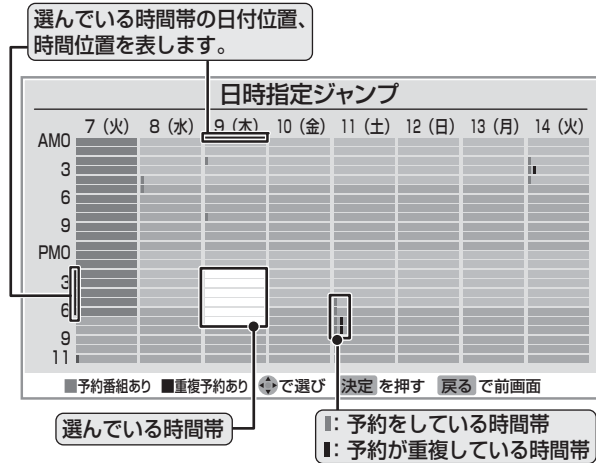 選んでいる時間帯の日付位置、
時間位置を表します。
日時指定ジャンプ
7（火） 8（水） 9（木） 10（金） 11（土） 12（日） 13（月） 14（火）
AM0
3
6
9
PM0
3
6
9
11
■予約番組あり ■重複予約あり で選び 決定 を押す 戻る で前画面
選んでいる時間帯
：予約をしている時間帯
：予約が重複している時間帯